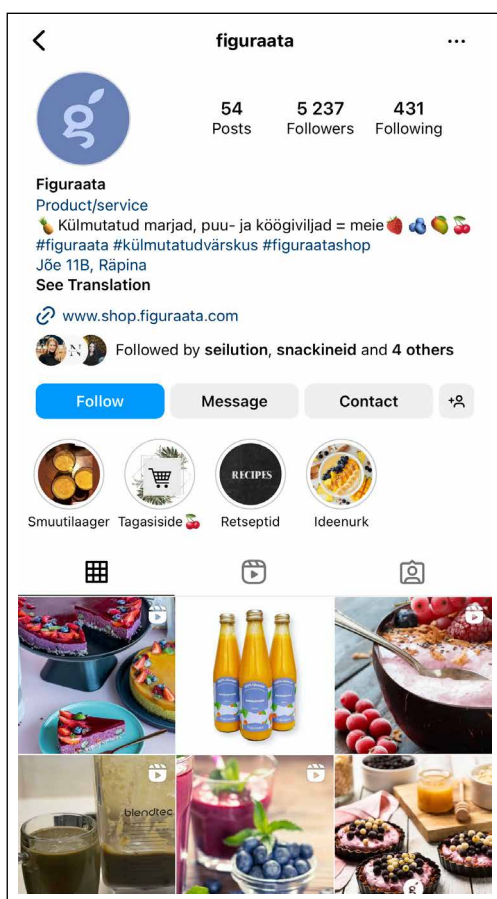 figuraata
54 5 237 431
Posts Followers Following
Figuraata
Product/service
🍍 Külmutatud marjad, puu- ja köögiviljad = meie🍓 🫐 🥭 🍒
#figuraata #külmutatudvärskus #figuraatashop
Jõe 11B, Räpina
See Translation
www.shop.figuraata.com
N
Followed by seilution, snackineid and 4 others
Follow Message Contact
RECIPES
Smuutilaager Tagasiside🍒 Retseptid Ideenurk
blendtec